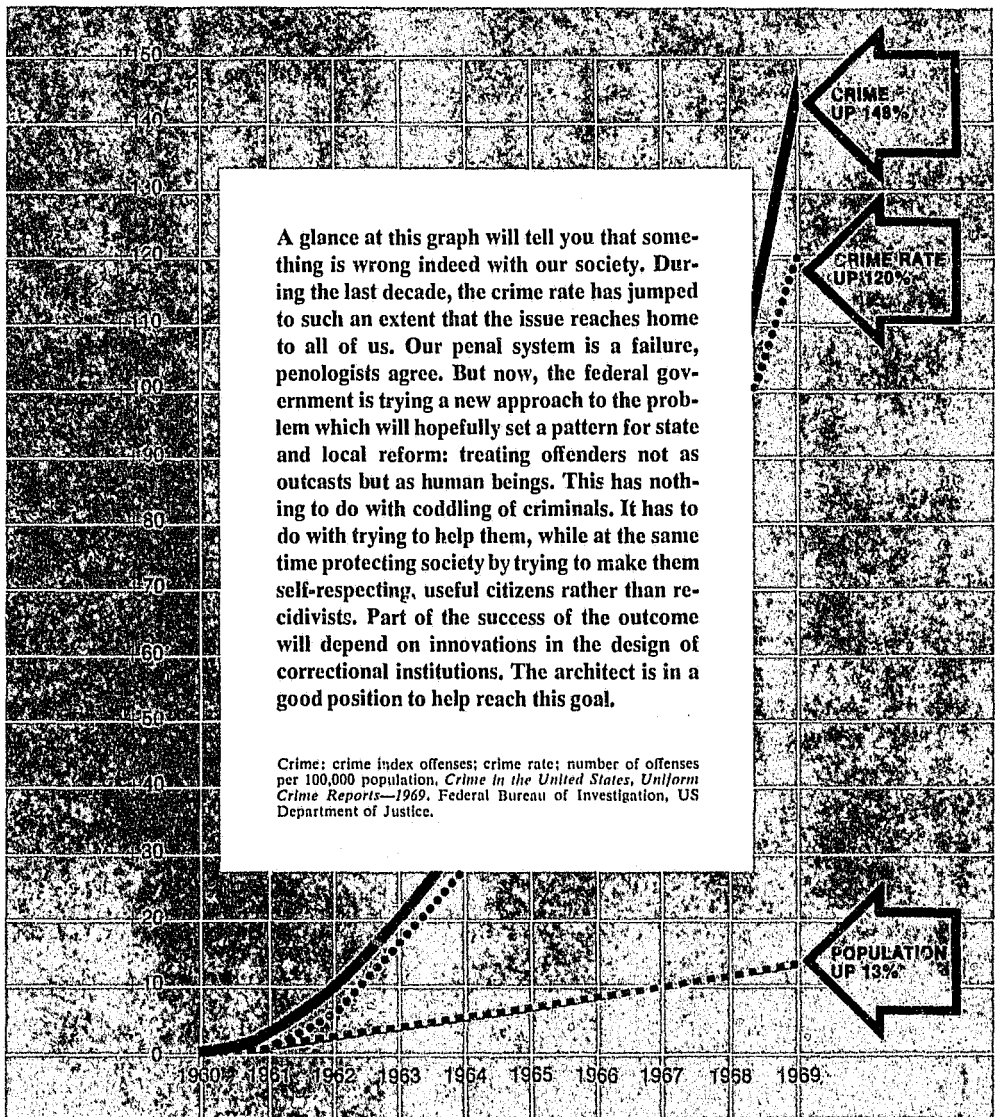 150
140
130
120
110
100
90
80
70
60
50
40
30
20
10
0
CRIME
UP 148%
CRIME RATE
UP 120%
A glance at this graph will tell you that some-
thing is wrong indeed with our society. Dur-
ing the last decade, the crime rate has jumped
to such an extent that the issue reaches home
to all of us. Our penal system is a failure,
penologists agree. But now, the federal gov-
ernment is trying a new approach to the prob-
lem which will hopefully set a pattern for state
and local reform: treating offenders not as
outcasts but as human beings. This has noth-
ing to do with coddling of criminals. It has to
do with trying to help them, while at the same
time protecting society by trying to make them
self-respecting, useful citizens rather than re-
cidivists. Part of the success of the outcome
will depend on innovations in the design of
correctional institutions. The architect is in a
good position to help reach this goal.
Crime: crime index offenses; crime rate; number of offenses
per 100,000 population, Crime in the United States, Uniform
Crime Reports—1969. Federal Bureau of Investigation, US
Department of Justice.
POPULATION
UP 13%
1960 1961 1962 1963 1964 1965 1966 1967 1968 1969